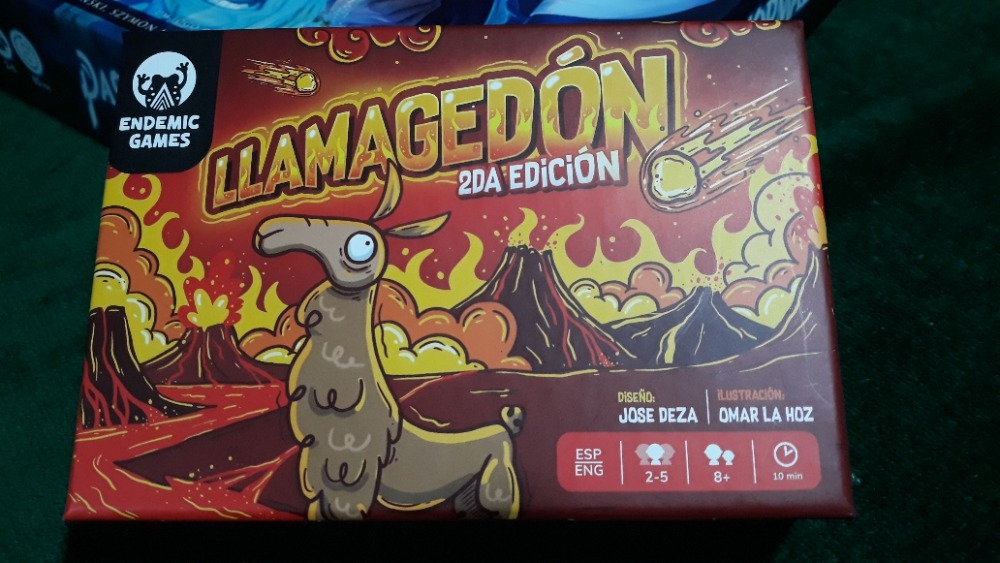 ENDEMIC
GAMES
LLAMAGEDÓN
2DA EDICIÓN
DISEÑO:
JOSE DEZA
ILUSTRACIÓN:
OMAR LA HOZ
ESP
ENG
2-5
8+
10 min